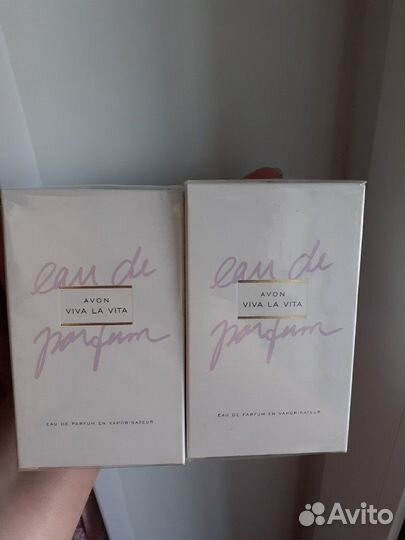 eau de
AVON
VIVA LA VITA
parfum
EAU DE PARFUM EN VAPORISATEUR
eau de
AVON
VIVA LA VITA
parfum
EAU DE PARFUM EN VAPORISATEUR
Avito